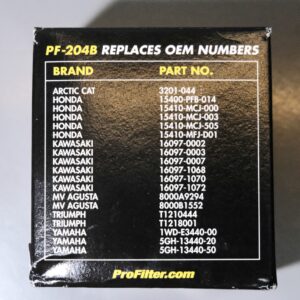 PF-204B REPLACES OEM NUMBERS
BRAND PART NO.
ARCTIC CAT 3201-044
HONDA 15400-PFB-014
HONDA 15410-MCJ-000
HONDA 15410-MCJ-003
HONDA 15410-MCJ-505
HONDA 15410-MFJ-D01
KAWASAKI 16097-0002
KAWASAKI 16097-0003
KAWASAKI 16097-0007
KAWASAKI 16097-1068
KAWASAKI 16097-1070
KAWASAKI 16097-1072
MV AGUSTA 8000A9294
MV AGUSTA 8000B1552
TRIUMPH T1210444
TRIUMPH T1218001
YAMAHA 1WD-E3440-00
YAMAHA 5GH-13440-20
YAMAHA 5GH-13440-50
ProFilter.com